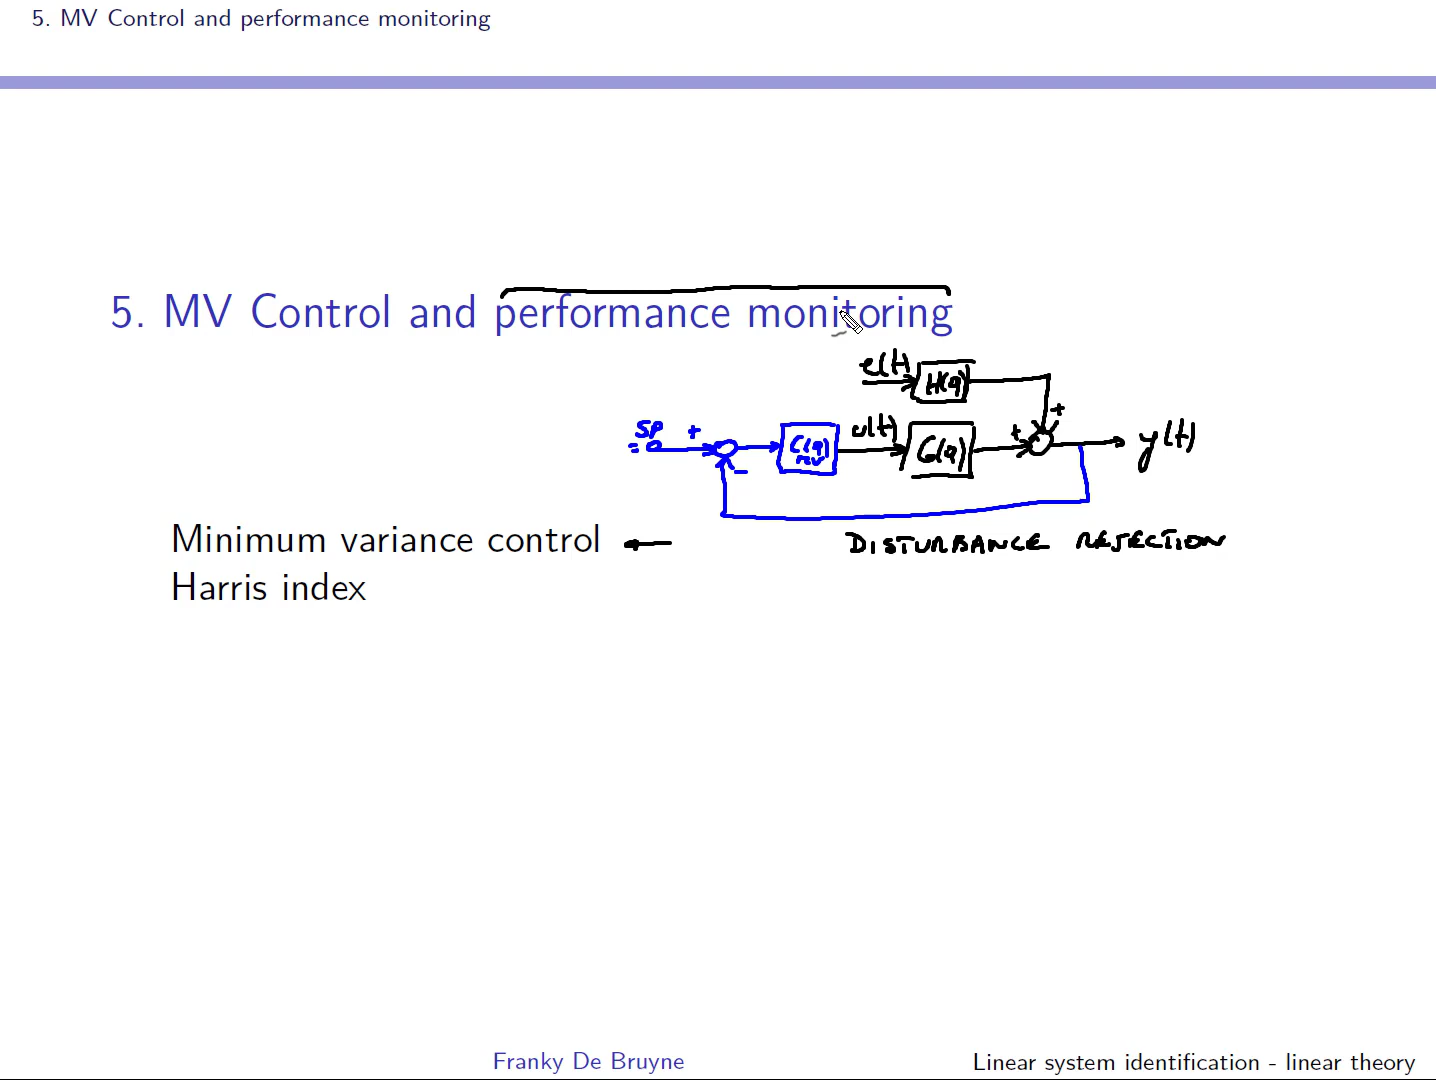 5. MV Control and performance monitoring
5. MV Control and performance monitoring
e(t)
H(q)
+
SP
=0
+
C(q)
MV
u(t)
G(q)
+
y(t)
−
Minimum variance control
DISTURBANCE REJECTION
Harris index
Franky De Bruyne
Linear system identification - linear theory